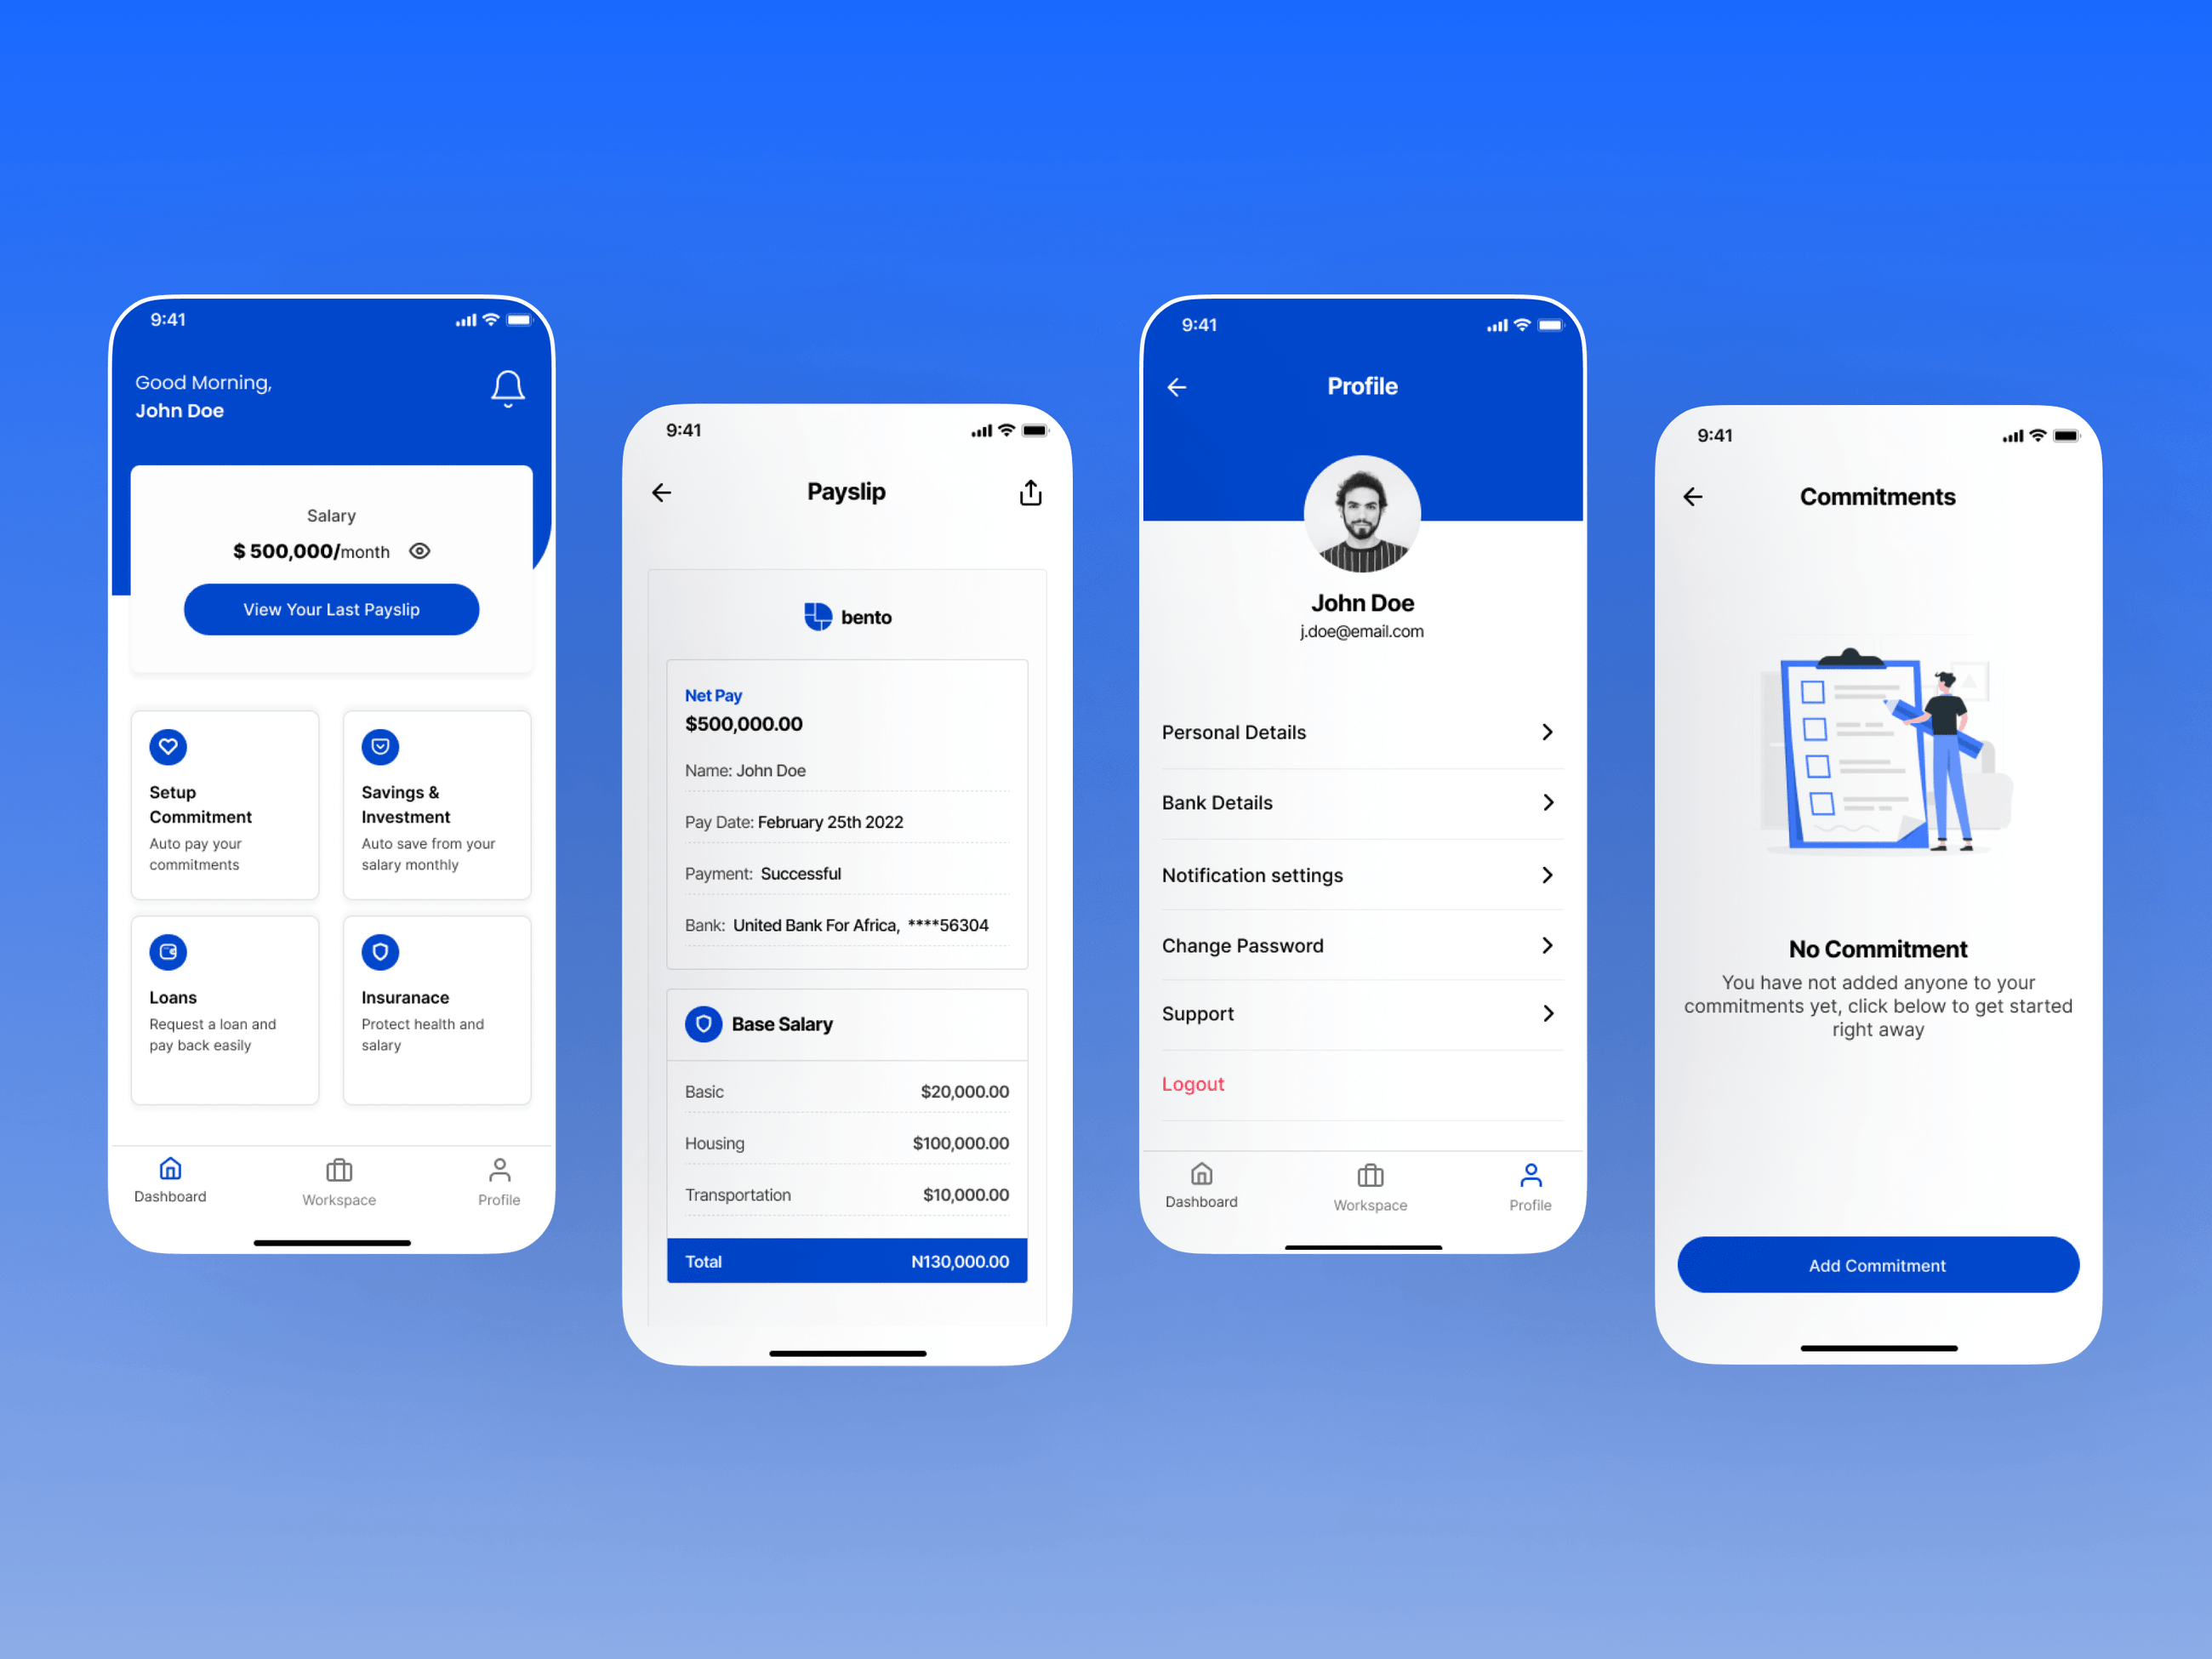 9:41
Good Morning,
John Doe
Salary
$ 500,000/month
View Your Last Payslip
Setup
Commitment
Auto pay your
commitments
Savings &
Investment
Auto save from your
salary monthly
Loans
Request a loan and
pay back easily
Insuranace
Protect health and
salary
Dashboard
Workspace
Profile
9:41
Payslip
bento
Net Pay
$500,000.00
Name: John Doe
Pay Date: February 25th 2022
Payment: Successful
Bank: United Bank For Africa, ****56304
Base Salary
Basic $20,000.00
Housing $100,000.00
Transportation $10,000.00
Total N130,000.00
9:41
Profile
John Doe
j.doe@email.com
Personal Details
Bank Details
Notification settings
Change Password
Support
Logout
Dashboard
Workspace
Profile
9:41
Commitments
No Commitment
You have not added anyone to your
commitments yet, click below to get started
right away
Add Commitment